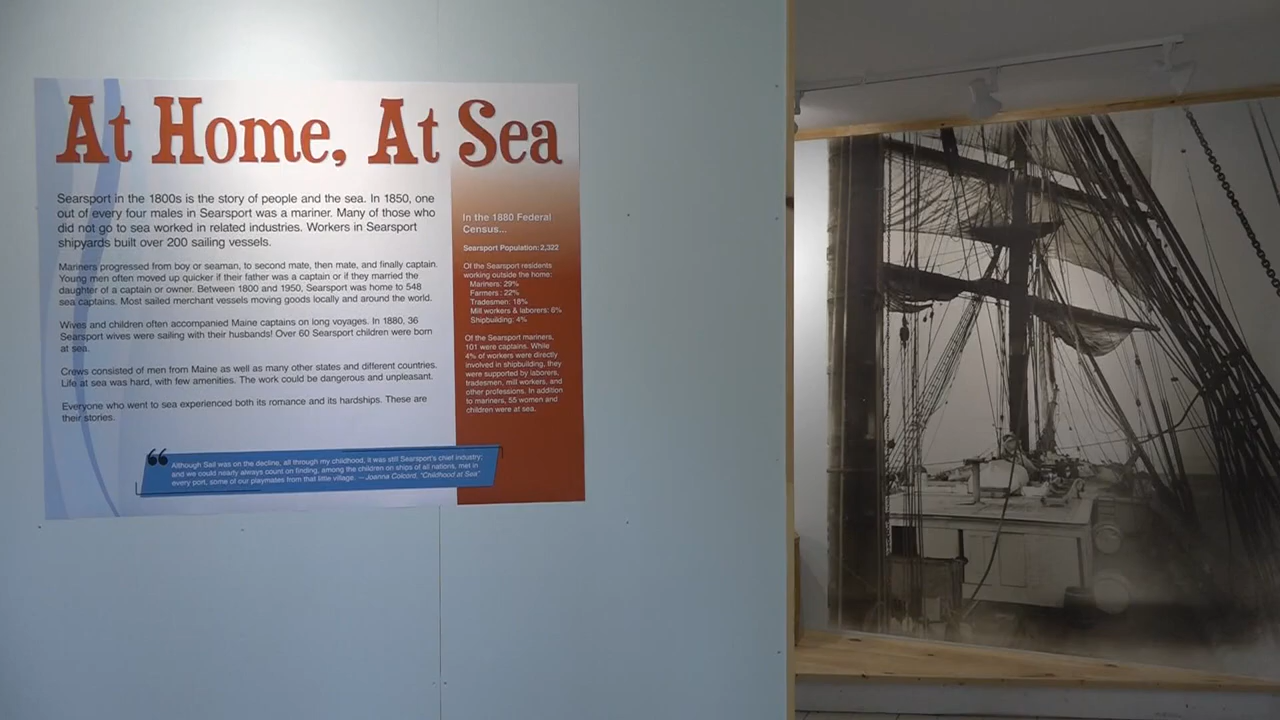 At Home, At Sea
Searsport in the 1800s is the story of people and the sea. In 1850, one
out of every four males in Searsport was a mariner. Many of those who
did not go to sea worked in related industries. Workers in Searsport
shipyards built over 200 sailing vessels.
Mariners progressed from boy or seaman, to second mate, then mate, and finally captain.
Young men often moved up quicker if their father was a captain or if they married the
daughter of a captain or owner. Between 1800 and 1950, Searsport was home to 548
sea captains. Most sailed merchant vessels moving goods locally and around the world.
Wives and children often accompanied Maine captains on long voyages. In 1880, 36
Searsport wives were sailing with their husbands! Over 60 Searsport children were born
at sea.
Crews consisted of men from Maine as well as many other states and different countries.
Life at sea was hard, with few amenities. The work could be dangerous and unpleasant.
Everyone who went to sea experienced both its romance and its hardships. These are
their stories.
In the 1880 Federal
Census...
Searsport Population: 2,322
Of the Searsport residents
working outside the home:
Mariners: 29%
Farmers : 22%
Tradesmen: 18%
Mill workers & laborers: 6%
Shipbuilding: 4%
Of the Searsport mariners,
101 were captains. While
4% of workers were directly
involved in shipbuilding, they
were supported by laborers,
tradesmen, mill workers, and
other professions. In addition
to mariners, 55 women and
children were at sea.
“
Although Sail was on the decline, all through my childhood, it was still Searsport's chief industry;
and we could nearly always count on finding, among the children on ships of all nations, met in
every port, some of our playmates from that little village. — Joanna Colcord, "Childhood at Sea"